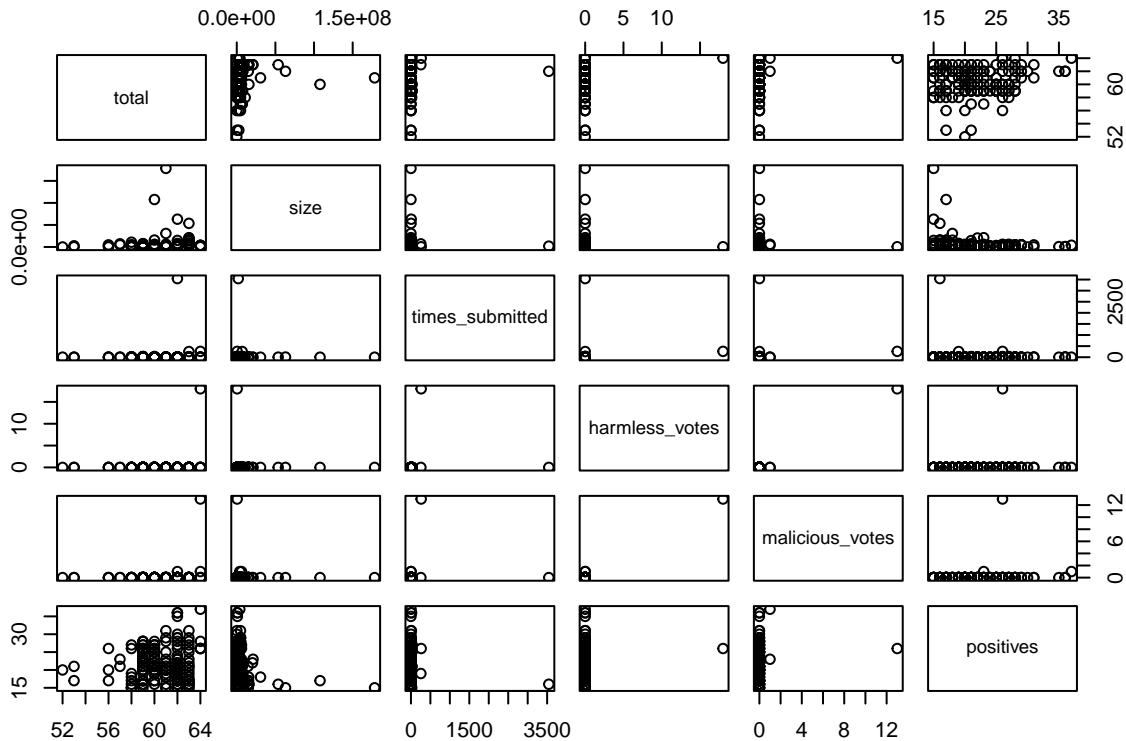 0.0e+00 1.5e+08 0 5 10 15 25 35
total 52 60
0.0e+00 size
times_submitted 0 2500
0 10 harmless_votes
malicious_votes 0 6 12
15 30 positives
52 56 60 64 0 1500 3500 0 4 8 12